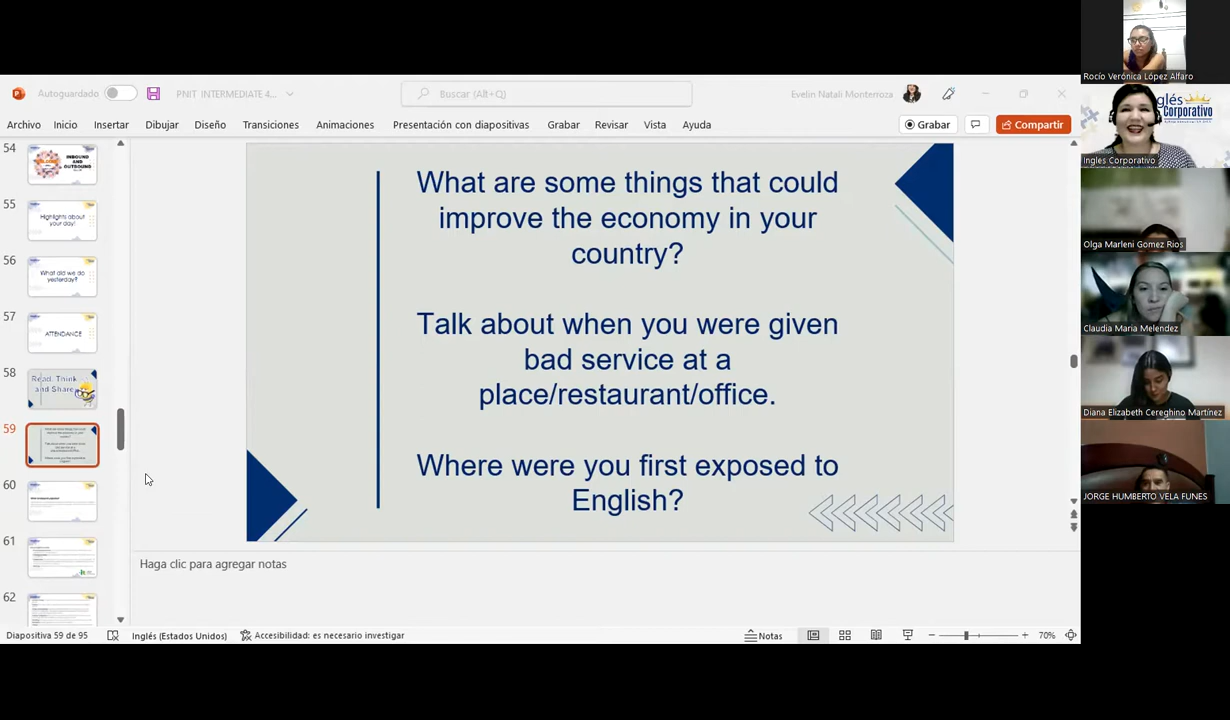 Autoguardado
PNIT INTERMEDIATE 4...
Buscar (Alt+Q)
Evelin Natali Monterroza
Archivo Inicio Insertar Dibujar Diseño Transiciones Animaciones Presentación con diapositivas Grabar Revisar Vista Ayuda
Grabar
Compartir
54
INBOUND
AND
OUTBOUND
55
Highlights about
your day!
56
What did we do
yesterday?
57
ATTENDANCE
58
Read, Think
and Share
59
60
61
62
What are some things that could
improve the economy in your
country?
Talk about when you were given
bad service at a
place/restaurant/office.
Where were you first exposed to
English?
Haga clic para agregar notas
Diapositiva 59 de 95
Inglés (Estados Unidos)
Accesibilidad: es necesario investigar
Notas
70%
Rocío Verónica López Alfaro
Inglés
Corporativo
Ingles Corporativo
Olga Marleni Gomez Rios
Claudia Maria Melendez
Diana Elizabeth Cereghino Martínez
JORGE HUMBERTO VELA FUNES